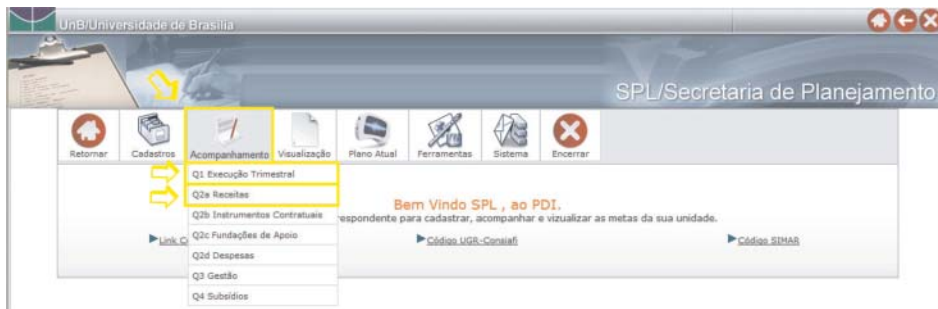 UnB/Universidade de Brasília
SPL/Secretaria de Planejamento
Retornar
Cadastros
Acompanhamento
Visualização
Plano Atual
Ferramentas
Sistema
Encerrar
Q1 Execução Trimestral
Q2a Receitas
Q2b Instrumentos Contratuais
Q2c Fundações de Apoio
Q2d Despesas
Q3 Gestão
Q4 Subsídios
Bem Vindo SPL , ao PDI.
respondente para cadastrar, acompanhar e vizualizar as metas da sua unidade.
Link
Código UGR-Consiafi
Código SIMAR